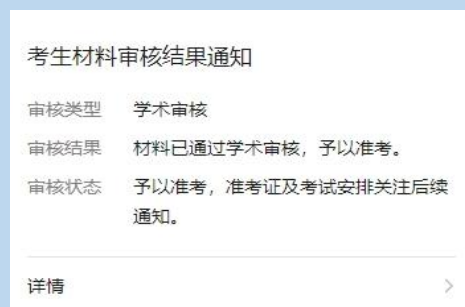 考生材料审核结果通知
审核类型 学术审核
审核结果 材料已通过学术审核，予以准考。
审核状态 予以准考，准考证及考试安排关注后续
通知。
详情